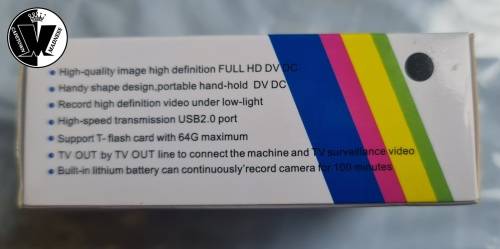 • High-quality image high definition FULL HD DV DC
• Handy shape design,portable hand-hold DV DC
• Record high definition video under low-light
• High-speed transmission USB2.0 port
• Support T- flash card with 64G maximum
• TV OUT by TV OUT line to connect the machine and TV surveillance video
• Built-in lithium battery can continuously'record camera for 100 minutes